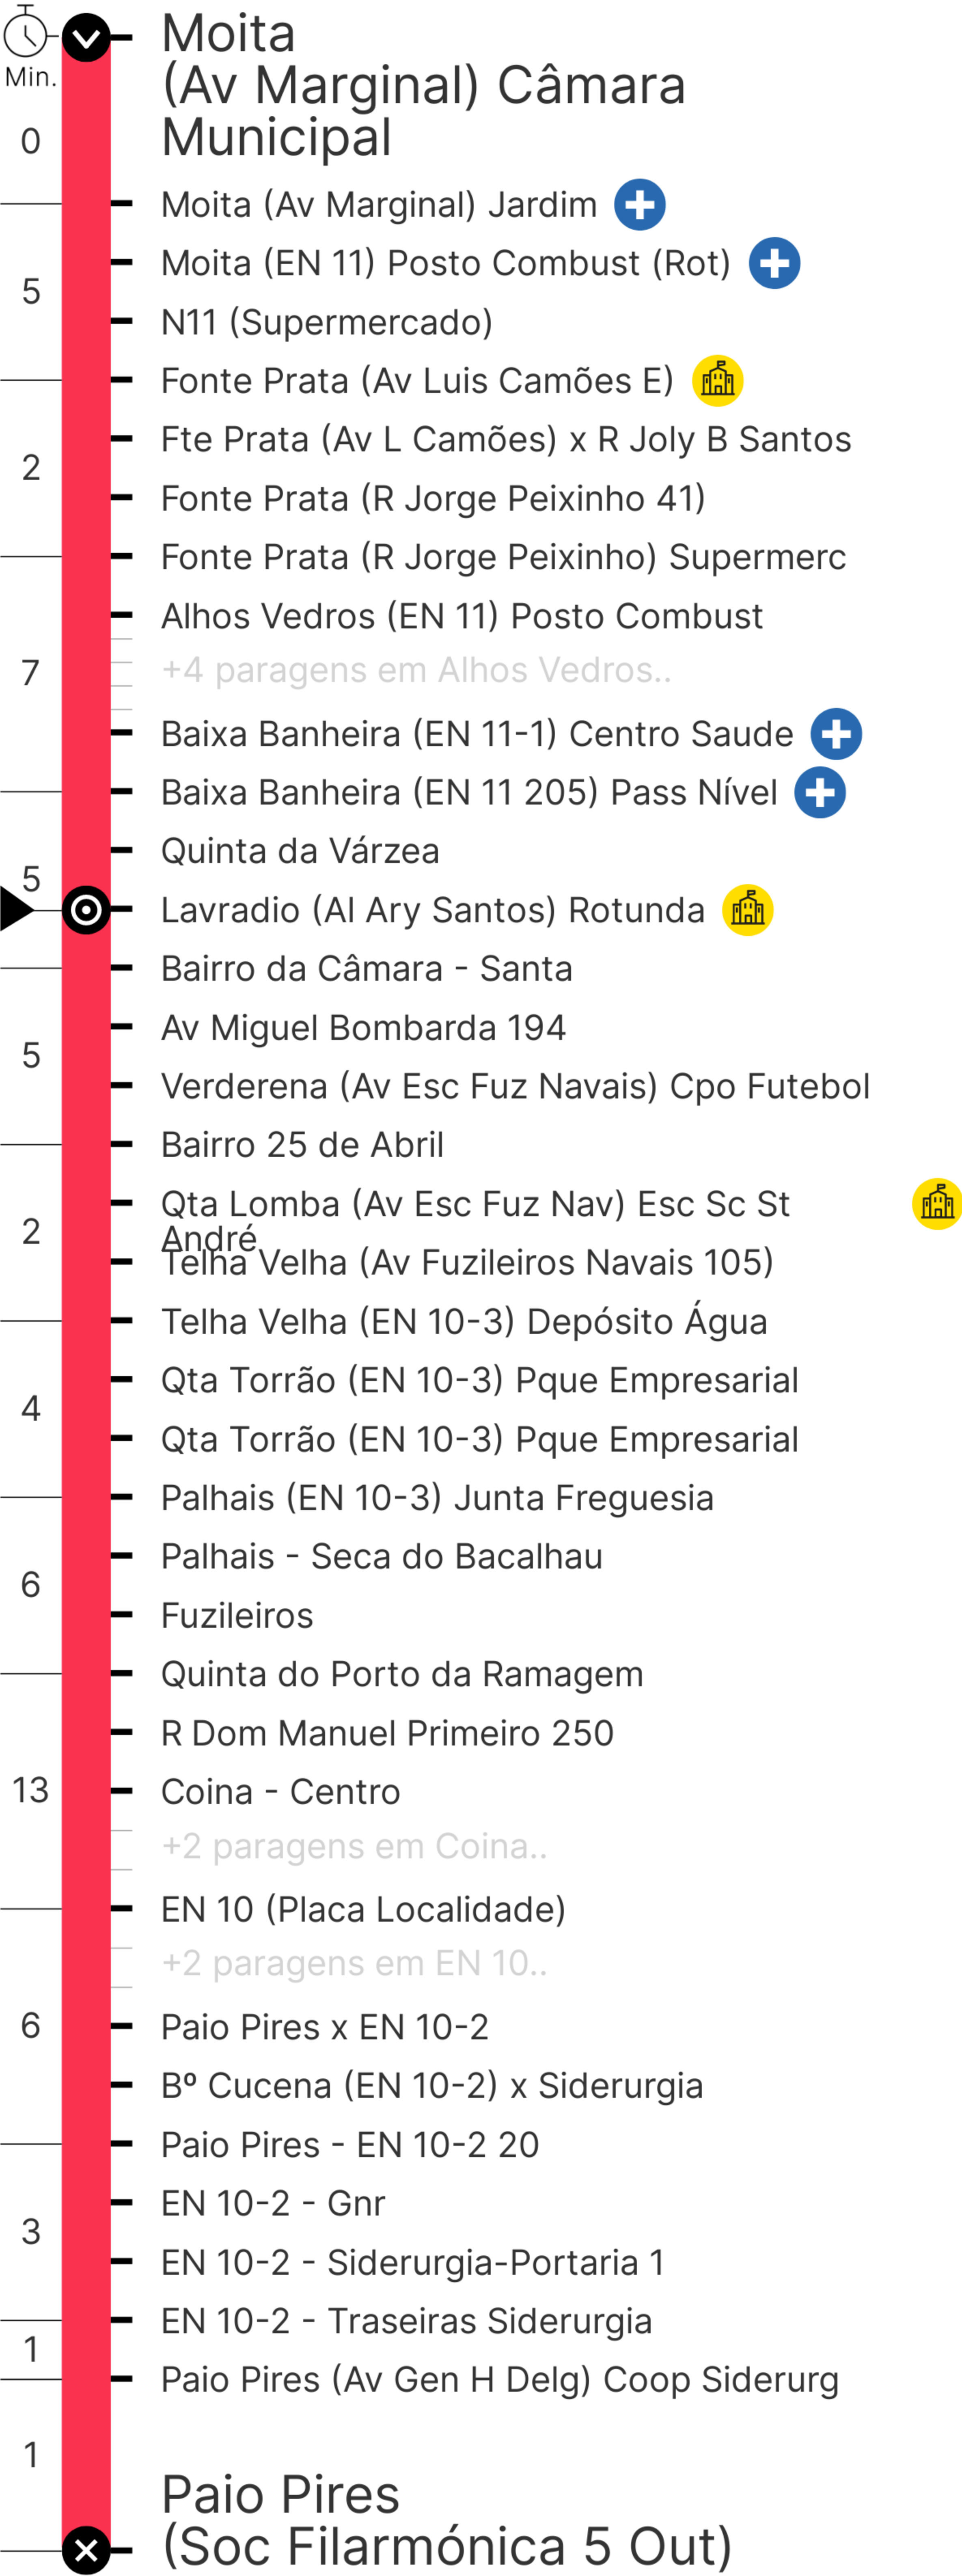 Moita
Min.
(Av Marginal) Câmara
Municipal
0
Moita (Av Marginal) Jardim
Moita (EN 11) Posto Combust (Rot)
5
N11 (Supermercado)
Fonte Prata (Av Luis Camões E)
Fte Prata (Av L Camões) x R Joly B Santos
2
Fonte Prata (R Jorge Peixinho 41)
Fonte Prata (R Jorge Peixinho) Supermerc
Alhos Vedros (EN 11) Posto Combust
7
+4 paragens em Alhos Vedros..
Baixa Banheira (EN 11-1) Centro Saude
Baixa Banheira (EN 11 205) Pass Nível
Quinta da Várzea
5
Lavradio (Al Ary Santos) Rotunda
Bairro da Câmara - Santa
Av Miguel Bombarda 194
5
Verderena (Av Esc Fuz Navais) Cpo Futebol
Bairro 25 de Abril
Qta Lomba (Av Esc Fuz Nav) Esc Sc St
André
2
Telha Velha (Av Fuzileiros Navais 105)
Telha Velha (EN 10-3) Depósito Água
Qta Torrão (EN 10-3) Pque Empresarial
4
Qta Torrão (EN 10-3) Pque Empresarial
Palhais (EN 10-3) Junta Freguesia
Palhais - Seca do Bacalhau
6
Fuzileiros
Quinta do Porto da Ramagem
R Dom Manuel Primeiro 250
13
Coina - Centro
+2 paragens em Coina..
EN 10 (Placa Localidade)
+2 paragens em EN 10..
6
Paio Pires x EN 10-2
Bº Cucena (EN 10-2) x Siderurgia
Paio Pires - EN 10-2 20
EN 10-2 - Gnr
3
EN 10-2 - Siderurgia-Portaria 1
EN 10-2 - Traseiras Siderurgia
1
Paio Pires (Av Gen H Delg) Coop Siderurg
1
Paio Pires
(Soc Filarmónica 5 Out)